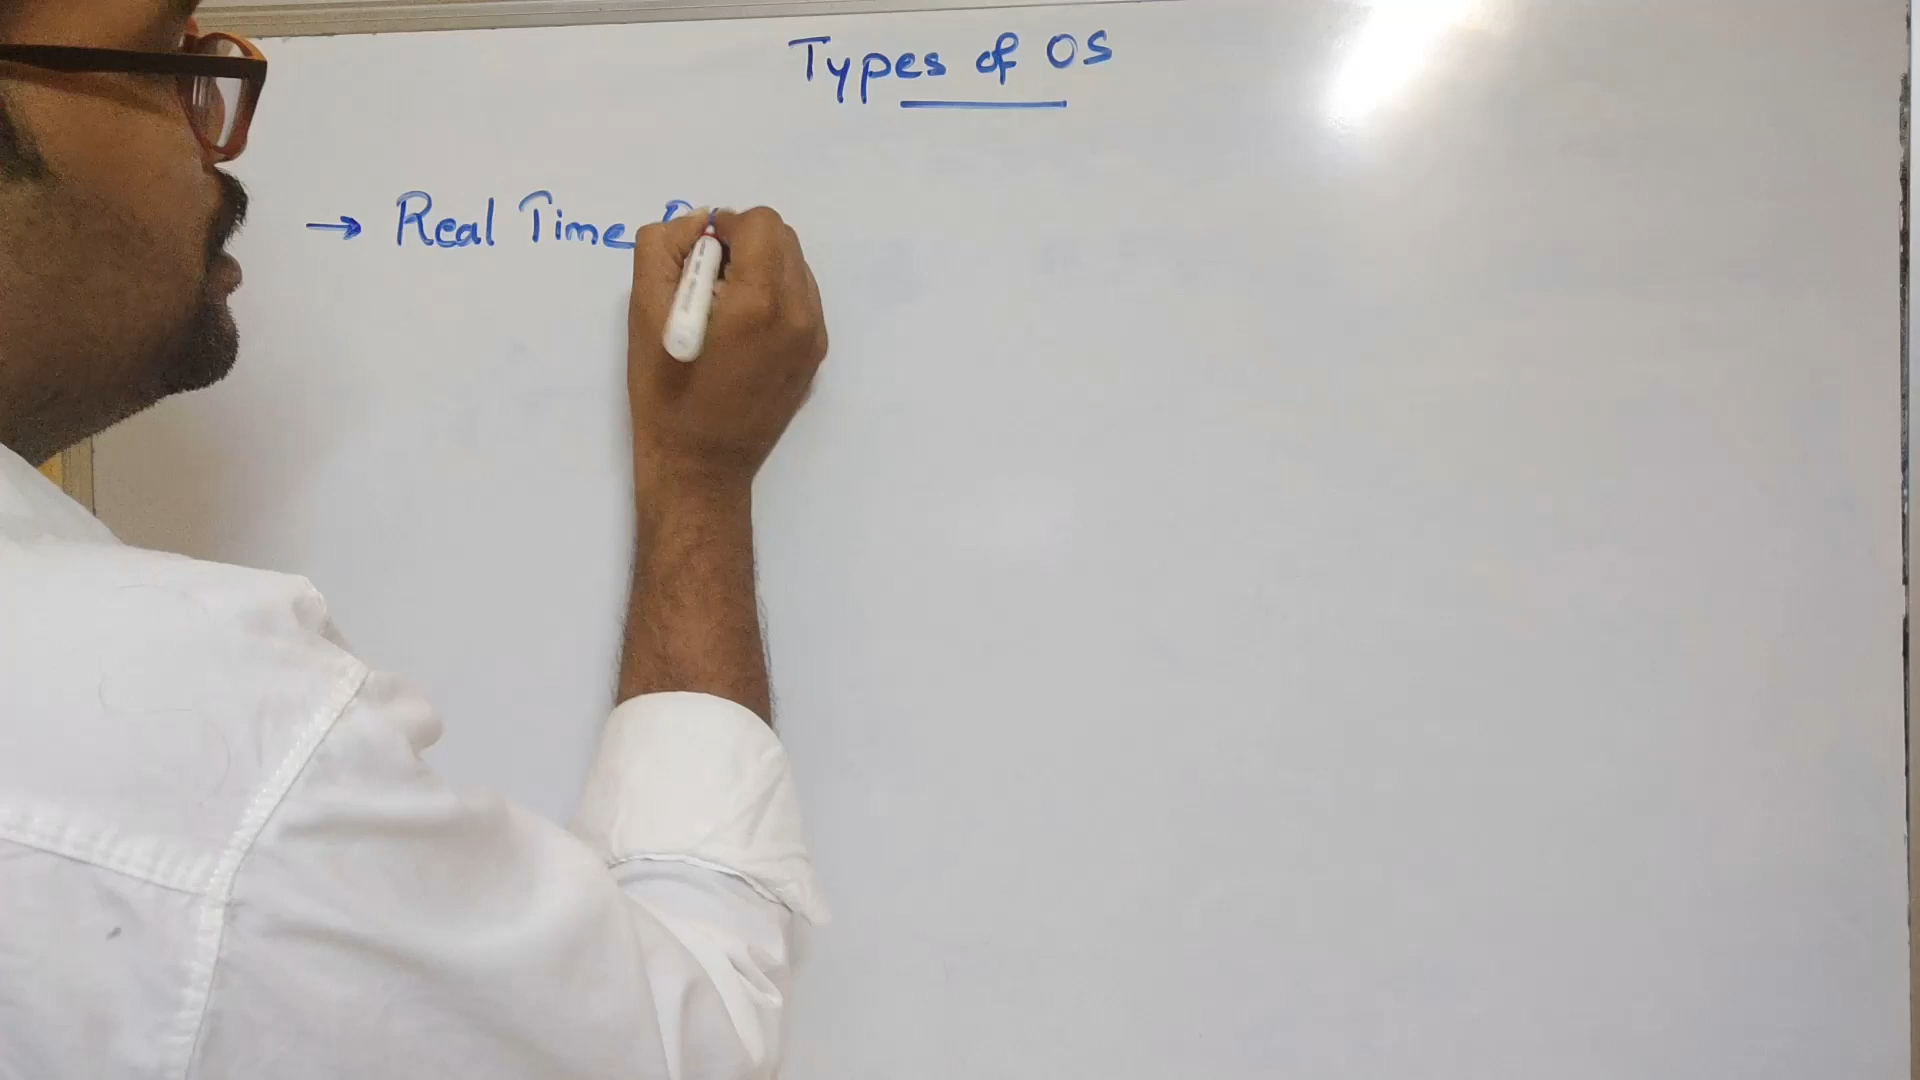 Types of OS
→ Real Time